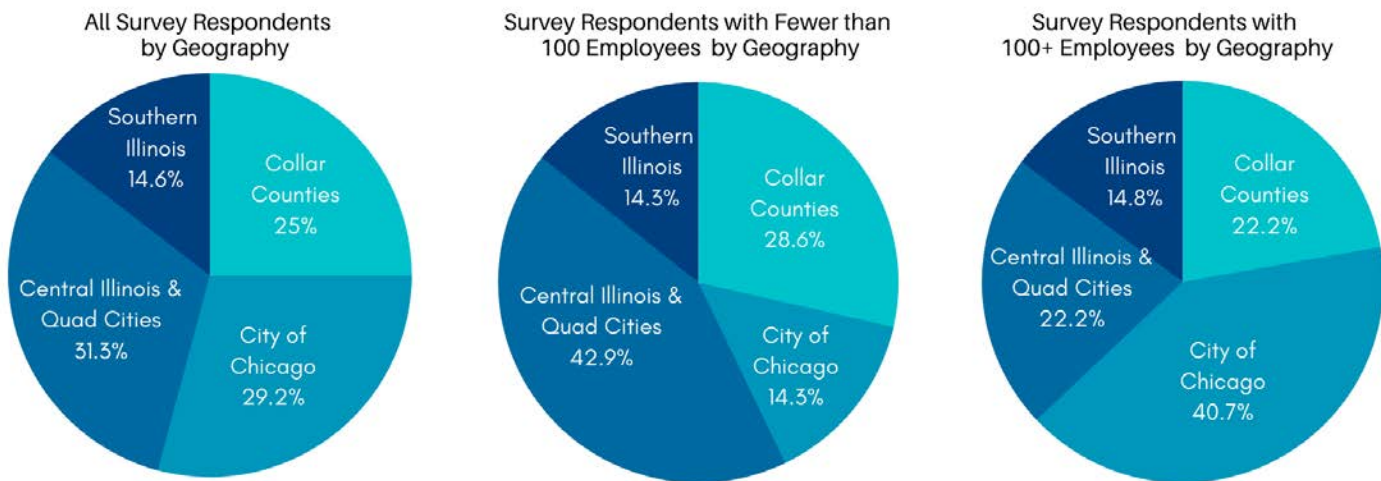 All Survey Respondents
by Geography
Southern
Illinois
14.6%
Collar
Counties
25%
Central Illinois &
Quad Cities
31.3%
City of
Chicago
29.2%
Survey Respondents with Fewer than
100 Employees by Geography
Southern
Illinois
14.3%
Collar
Counties
28.6%
Central Illinois &
Quad Cities
42.9%
City of
Chicago
14.3%
Survey Respondents with
100+ Employees by Geography
Southern
Illinois
14.8%
Collar
Counties
22.2%
Central Illinois &
Quad Cities
22.2%
City of
Chicago
40.7%